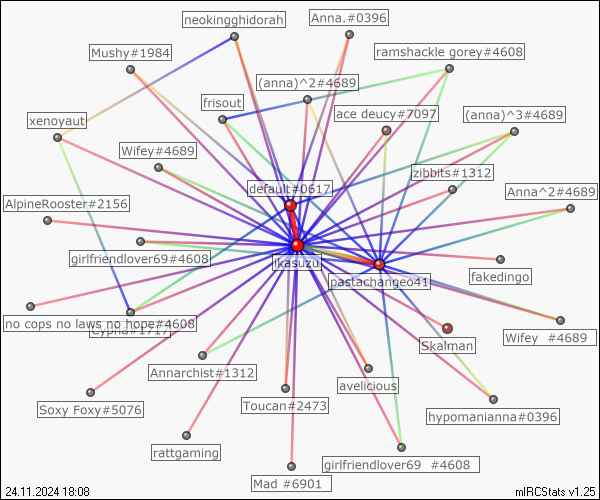 neokingghidorah
Anna.#0396
Mushy#1984
ramshackle gorey#4608
(anna)^2#4689
frisout
ace deucy#7097
(anna)^3#4689
xenoyaut
Wifey#4689
zibbits#1312
default#0617
Anna^2#4689
AlpineRooster#2156
girlfriendlover69#4608
ikasuzu
fakedingo
pastachangeo41
no cops no laws no hope#4608
Cypha#1717
Skalman
Wifey #4689
Annarchist#1312
avelicious
Soxy Foxy#5076
Toucan#2473
hypomanianna#0396
rattgaming
girlfriendlover69 #4608
Mad #6901
24.11.2024 18:08
mIRCStats v1.25